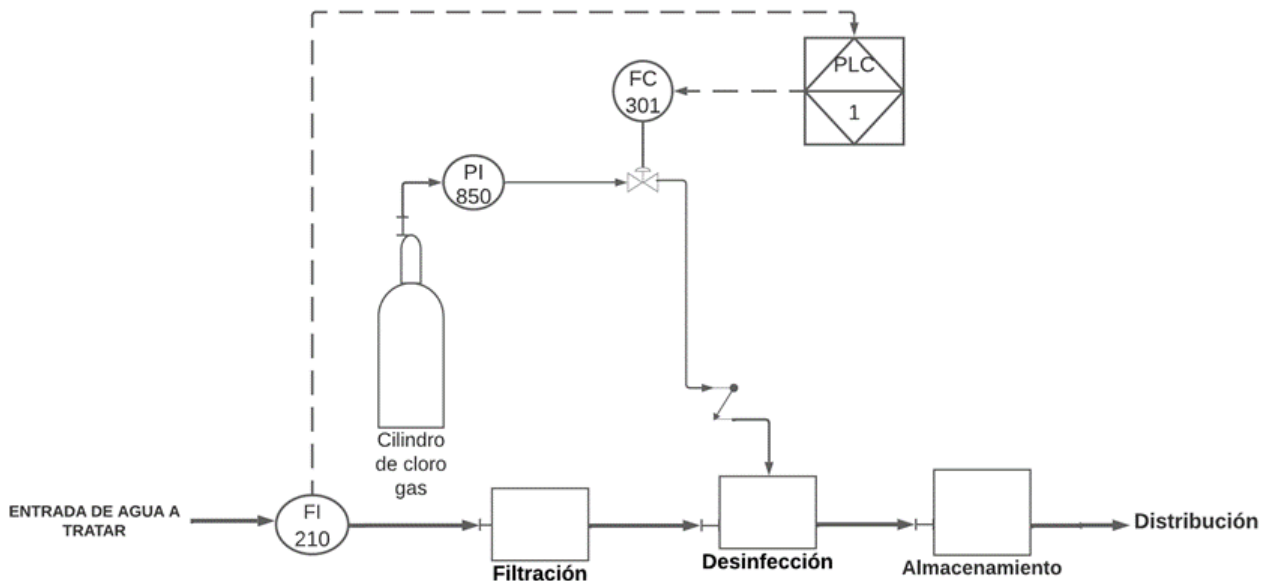 PLC
1
FC
301
PI
850
Cilindro
de cloro
gas
ENTRADA DE AGUA A
TRATAR
FI
210
Filtración
Desinfección
Almacenamiento
Distribución